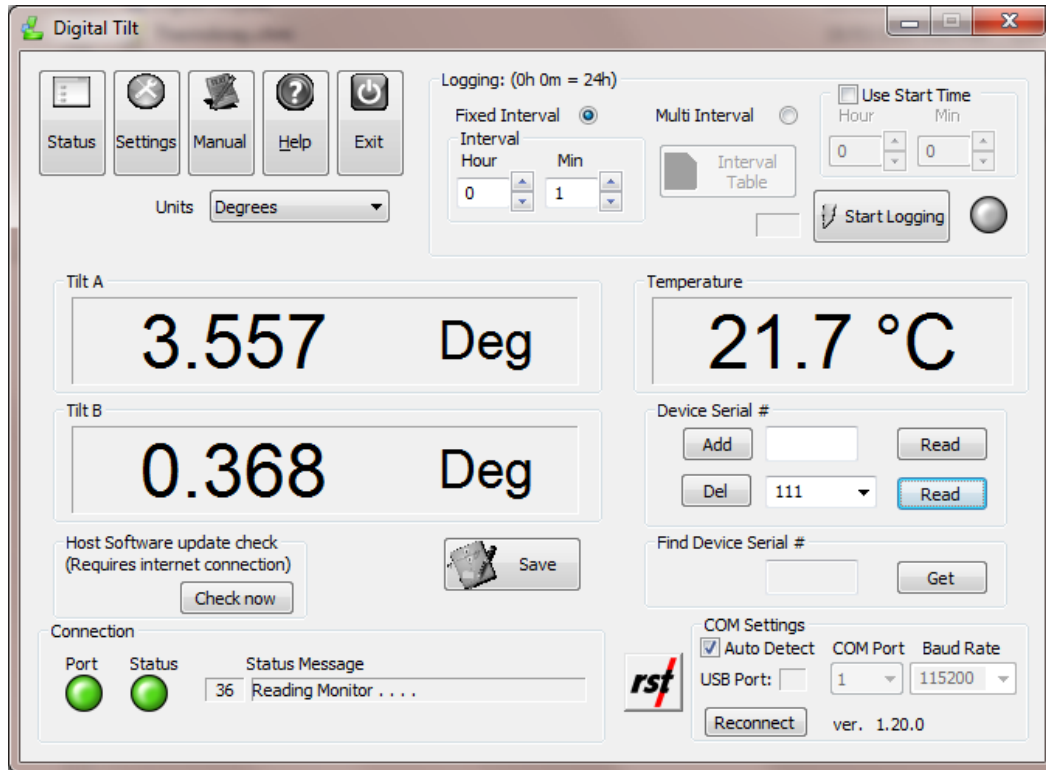 Digital Tilt
Status Settings Manual Help Exit
Units Degrees
Logging: (0h 0m = 24h)
Fixed Interval
Interval
Hour Min
0 1
Multi Interval
Interval
Table
Use Start Time
Hour Min
0 0
Start Logging
Tilt A
3.557 Deg
Temperature
21.7 °C
Tilt B
0.368 Deg
Device Serial #
Add Read
Del 111 Read
Host Software update check
(Requires internet connection)
Check now
Save
Find Device Serial #
Get
Connection
Port Status Status Message
36 Reading Monitor . . . .
rst
COM Settings
Auto Detect COM Port Baud Rate
USB Port: 1 115200
Reconnect ver. 1.20.0